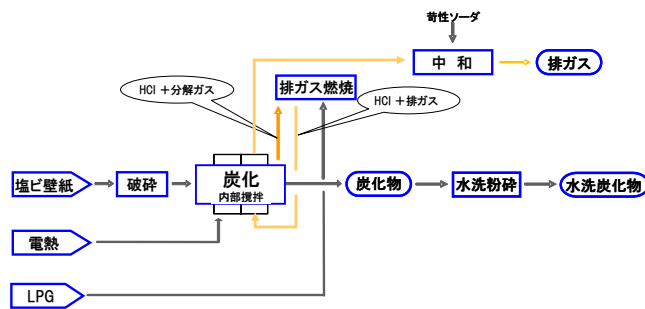 苛性ソーダ
中 和
排ガス
HCl +分解ガス
排ガス燃焼
HCl +排ガス
塩ビ壁紙
破砕
炭化
内部撹拌
炭化物
水洗粉砕
水洗炭化物
電熱
LPG